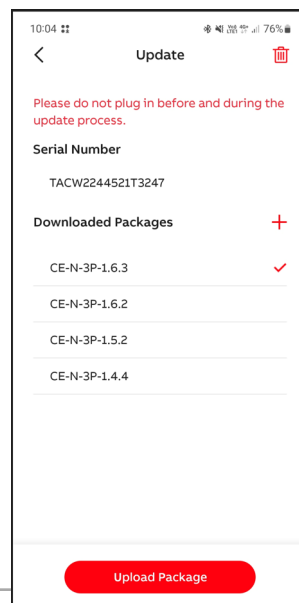 10:04
76%
Update
Please do not plug in before and during the
update process.
Serial Number
TACW2244521T3247
Downloaded Packages
CE-N-3P-1.6.3
CE-N-3P-1.6.2
CE-N-3P-1.5.2
CE-N-3P-1.4.4
Upload Package